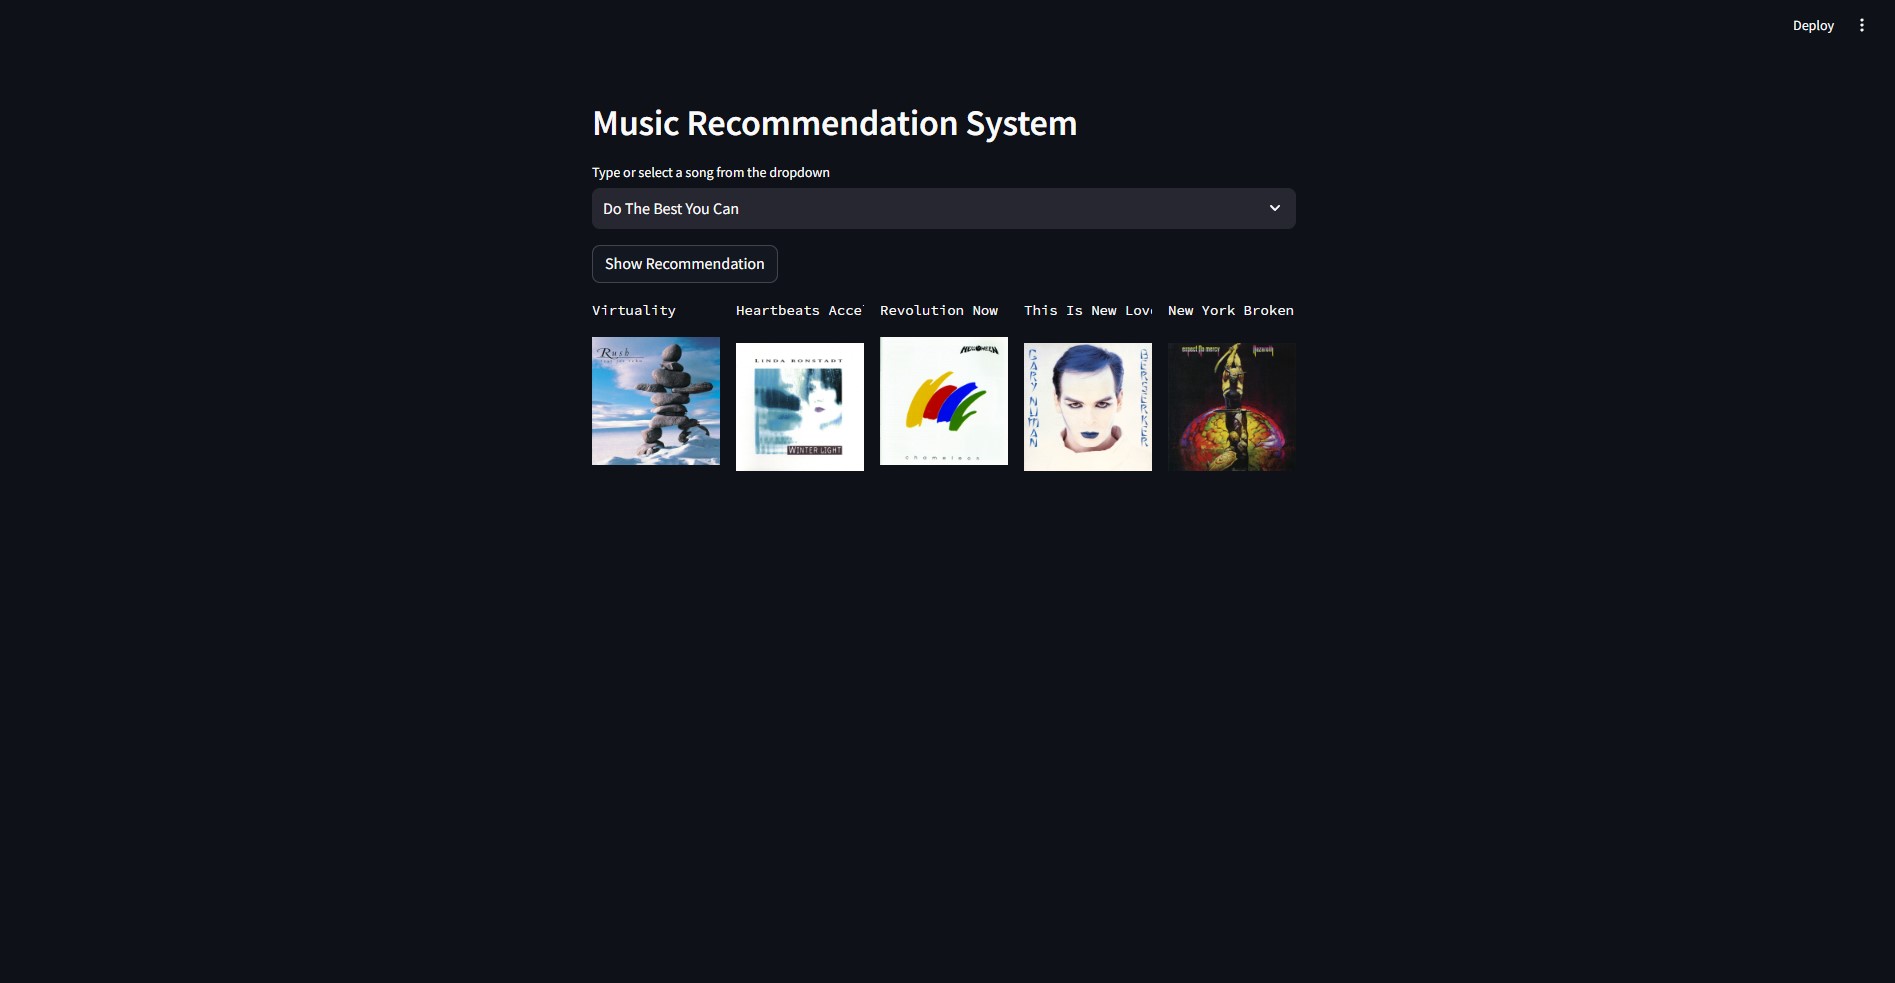 Deploy
Music Recommendation System
Type or select a song from the dropdown
Do The Best You Can
Show Recommendation
Virtuality
Heartbeats Acce
Revolution Now
This Is New Lov
New York Broken
Rush
LINDA RONSTADT
WINTER LIGHT
HELLOWEEN
chameleon
GARY NUMAN
BERSERKER
expect No mercy
Nazareth